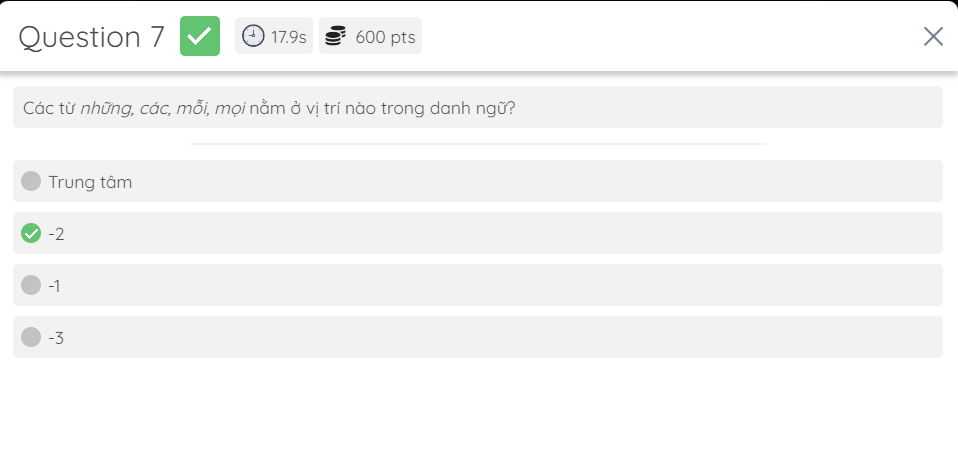 Question 7 17.9s 600 pts
Các từ những, các, mỗi, mọi nằm ở vị trí nào trong danh ngữ?
Trung tâm
-2
-1
-3